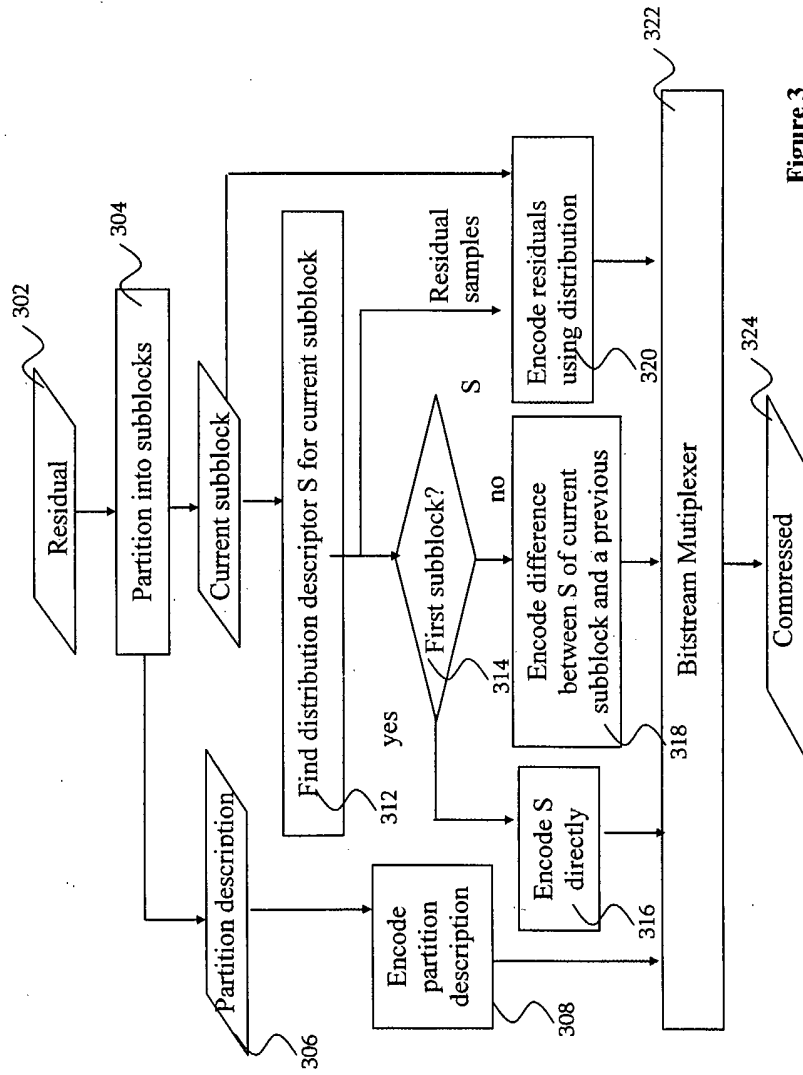 302
Residual
304
Partition into subblocks
Current subblock
306
Partition description
312
Find distribution descriptor S for current subblock
308
Encode
partition
description
yes
314
First subblock?
no
S
Residual
samples
316
Encode S
directly
318
Encode difference
between S of current
subblock and a previous
320
Encode residuals
using distribution
322
Bitstream Mutiplexer
324
Compressed
Figure 3